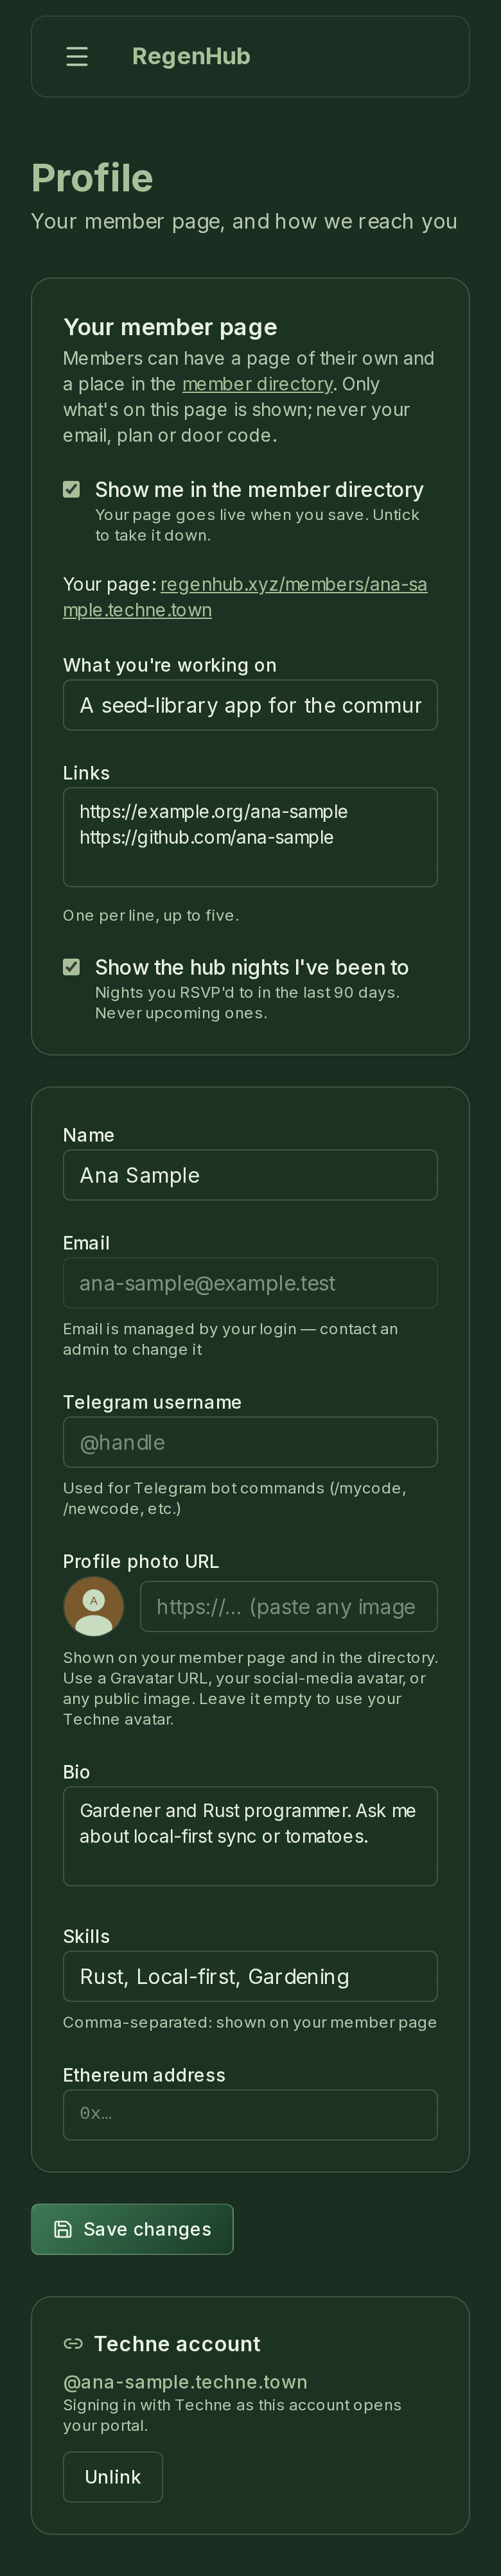 RegenHub
Profile
Your member page, and how we reach you
Your member page
Members can have a page of their own and
a place in the member directory. Only
what's on this page is shown; never your
email, plan or door code.
Show me in the member directory
Your page goes live when you save. Untick
to take it down.
Your page: regenhub.xyz/members/ana-sa
mple.techne.town
What you're working on
A seed-library app for the commur
Links
https://example.org/ana-sample
https://github.com/ana-sample
One per line, up to five.
Show the hub nights I've been to
Nights you RSVP'd to in the last 90 days.
Never upcoming ones.
Name
Ana Sample
Email
ana-sample@example.test
Email is managed by your login — contact an
admin to change it
Telegram username
@handle
Used for Telegram bot commands (/mycode,
/newcode, etc.)
Profile photo URL
A
https://... (paste any image
Shown on your member page and in the directory.
Use a Gravatar URL, your social-media avatar, or
any public image. Leave it empty to use your
Techne avatar.
Bio
Gardener and Rust programmer. Ask me
about local-first sync or tomatoes.
Skills
Rust, Local-first, Gardening
Comma-separated: shown on your member page
Ethereum address
0x…
Save changes
Techne account
@ana-sample.techne.town
Signing in with Techne as this account opens
your portal.
Unlink